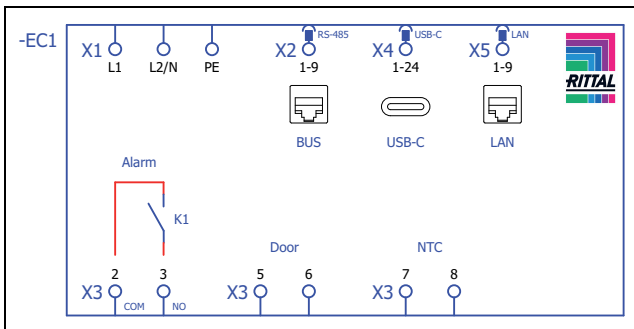 -EC1
X1
L1
L2/N
PE
X2
RS-485
1-9
X4
USB-C
1-24
X5
LAN
1-9
RITTAL
BUS
USB-C
LAN
Alarm
K1
Door
NTC
X3
2
COM
3
NO
X3
5
6
X3
7
8